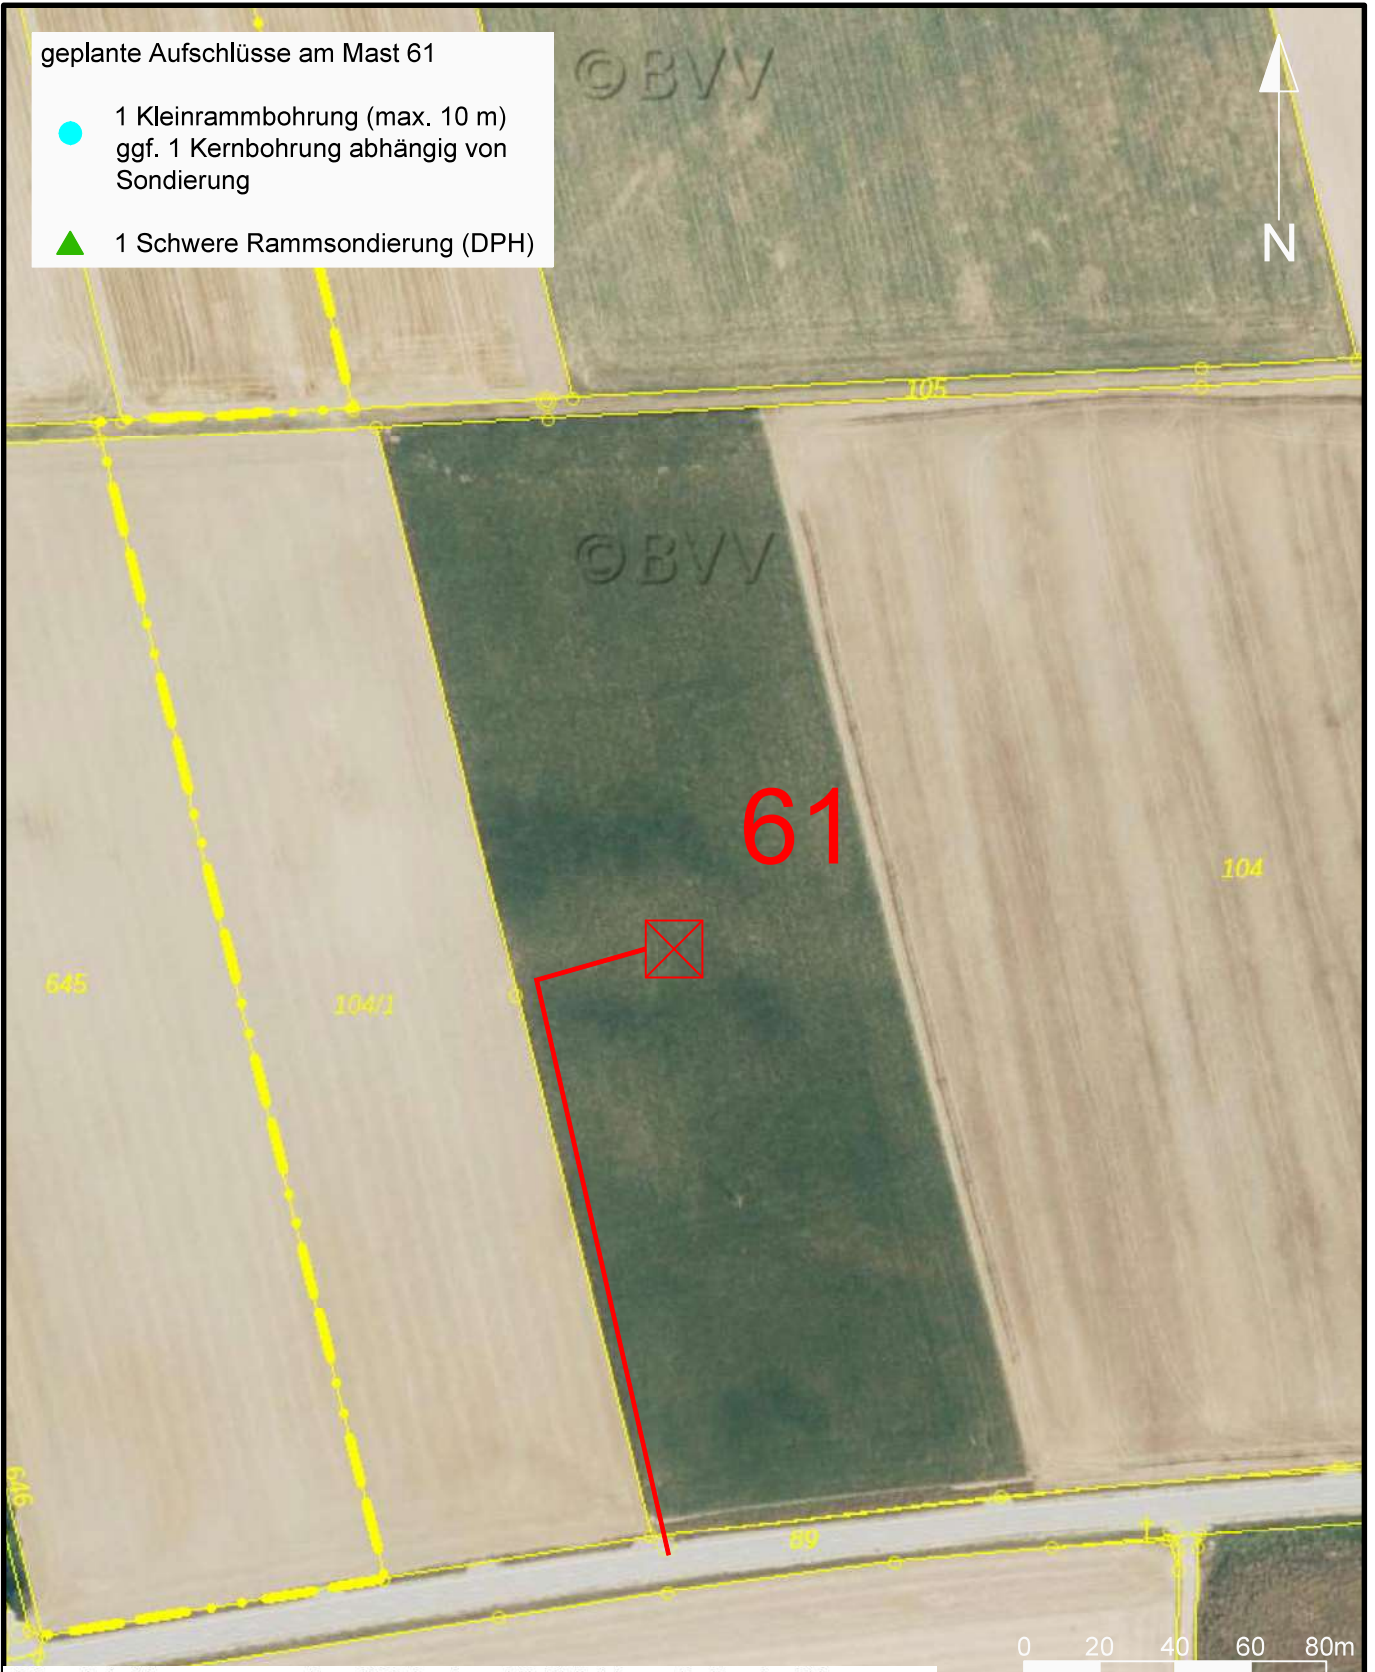 geplante Aufschlüsse am Mast 61
1 Kleinrammbohrung (max. 10 m)
ggf. 1 Kernbohrung abhängig von
Sondierung
1 Schwere Rammsondierung (DPH)
©BVV
N
105
©BVV
61
104
645
104/1
646
89
0 20 40 60 80m